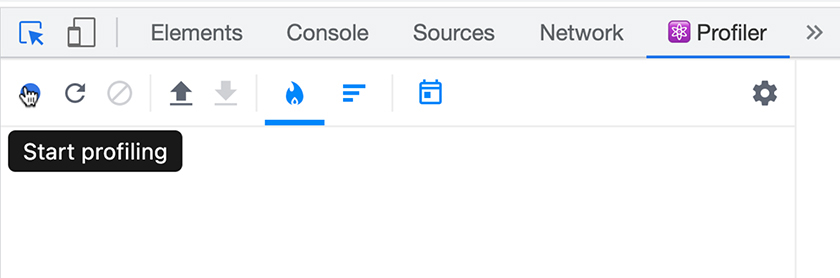 Elements Console Sources Network ⚛️ Profiler »
Start profiling